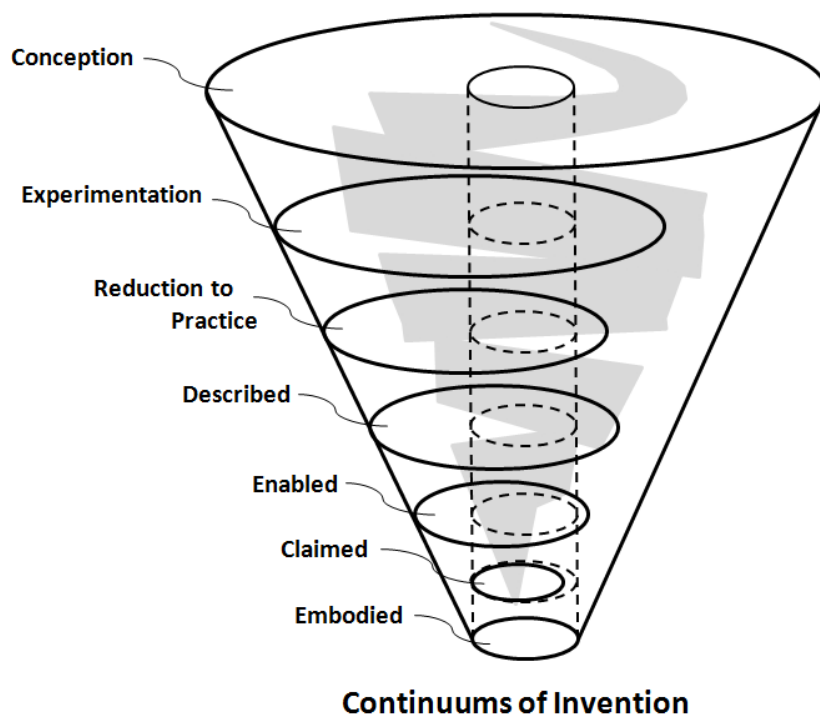 Conception
Experimentation
Reduction to
Practice
Described
Enabled
Claimed
Embodied
Continuums of Invention